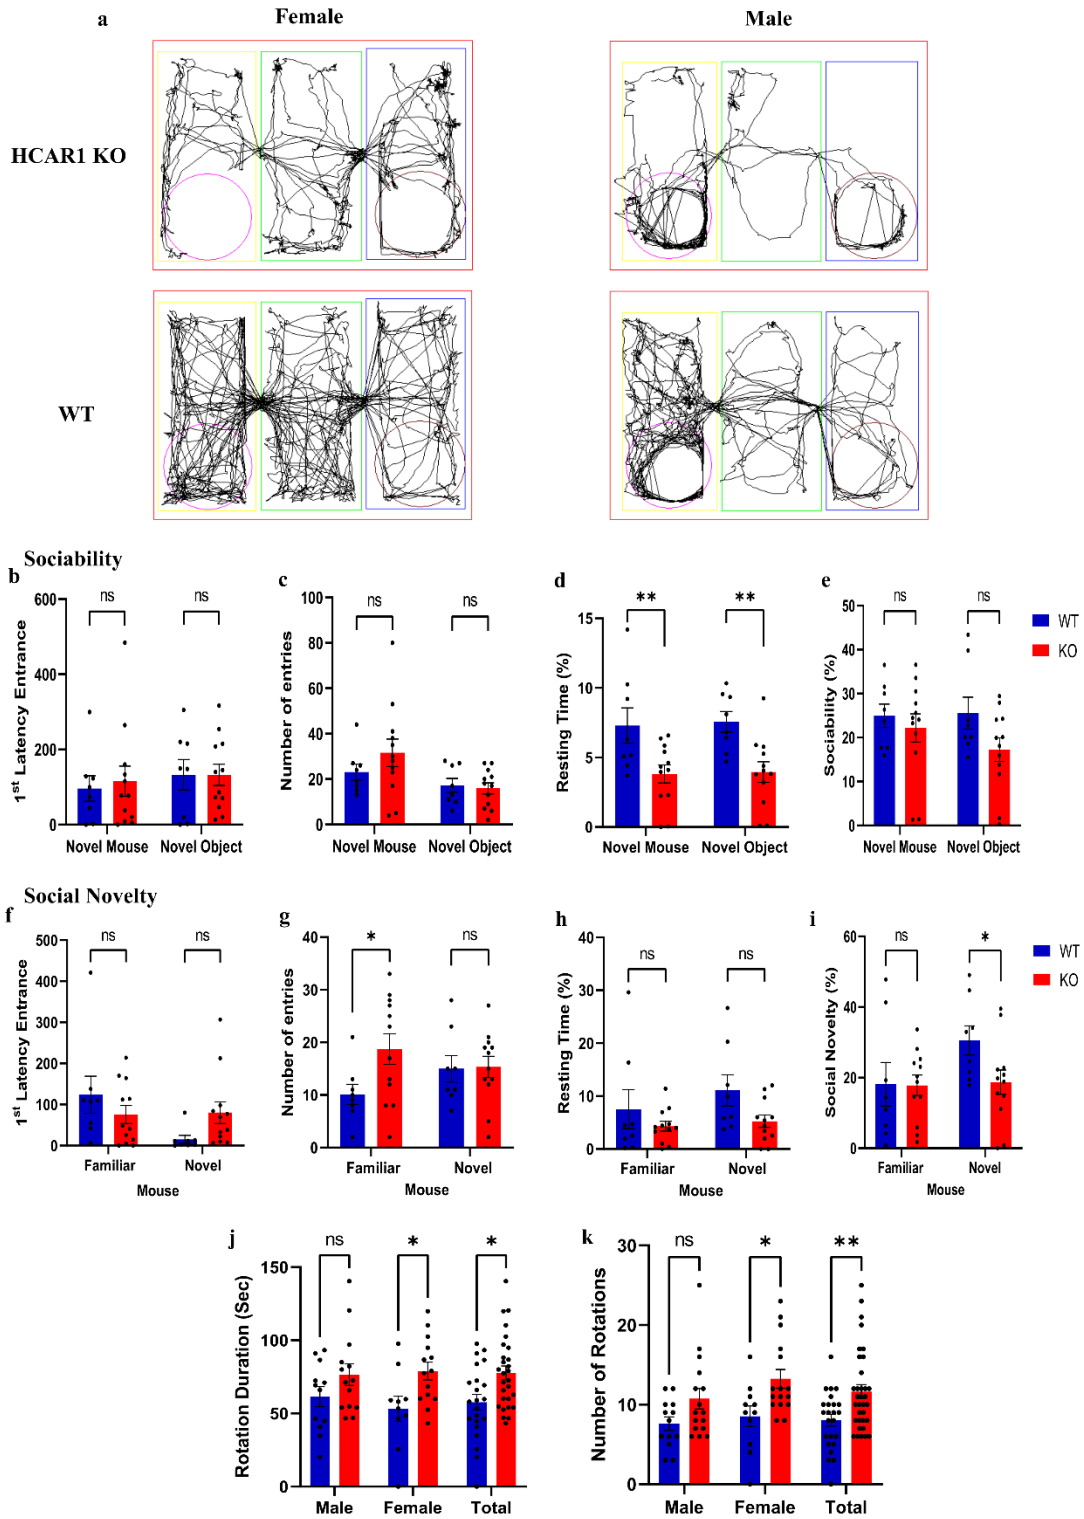 a
Female
Male
HCAR1 KO
WT
Sociability
b
1st Latency Entrance
600
400
200
0
ns
ns
Novel Mouse
Novel Object
c
Number of entries
100
80
60
40
20
0
ns
ns
Novel Mouse
Novel Object
d
Resting Time (%)
15
10
5
0
**
**
Novel Mouse
Novel Object
e
Sociability (%)
50
40
30
20
10
0
ns
ns
Novel Mouse
Novel Object
WT
KO
Social Novelty
f
1st Latency Entrance
500
400
300
200
100
0
ns
ns
Familiar
Novel
Mouse
g
Number of entries
40
30
20
10
0
*
ns
Familiar
Novel
Mouse
h
Resting Time (%)
40
30
20
10
0
ns
ns
Familiar
Novel
Mouse
i
Social Novelty (%)
60
40
20
0
ns
*
Familiar
Novel
Mouse
WT
KO
j
Rotation Duration (Sec)
150
100
50
0
ns
*
*
Male
Female
Total
k
Number of Rotations
30
20
10
0
ns
*
**
Male
Female
Total